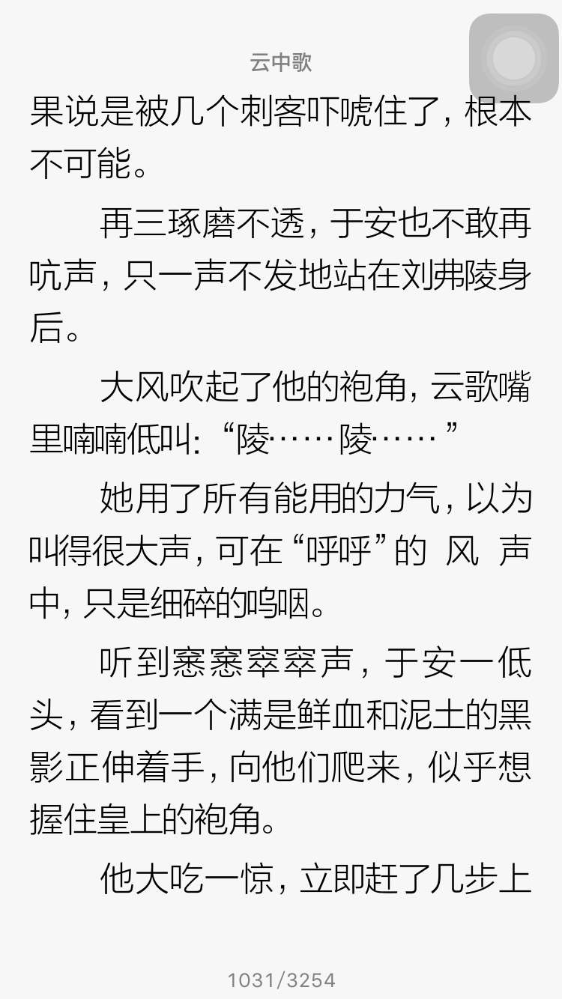 云中歌
果说是被几个刺客吓唬住了，根本
不可能。
再三琢磨不透，于安也不敢再
吭声，只一声不发地站在刘弗陵身
后。
大风吹起了他的袍角，云歌嘴
里喃喃低叫：“陵……陵……”
她用了所有能用的力气，以为
叫得很大声，可在“呼呼”的 风 声
中，只是细碎的呜咽。
听到窸窸窣窣声，于安一低
头，看到一个满是鲜血和泥土的黑
影正伸着手，向他们爬来，似乎想
握住皇上的袍角。
他大吃一惊，立即赶了几步上
1031/3254